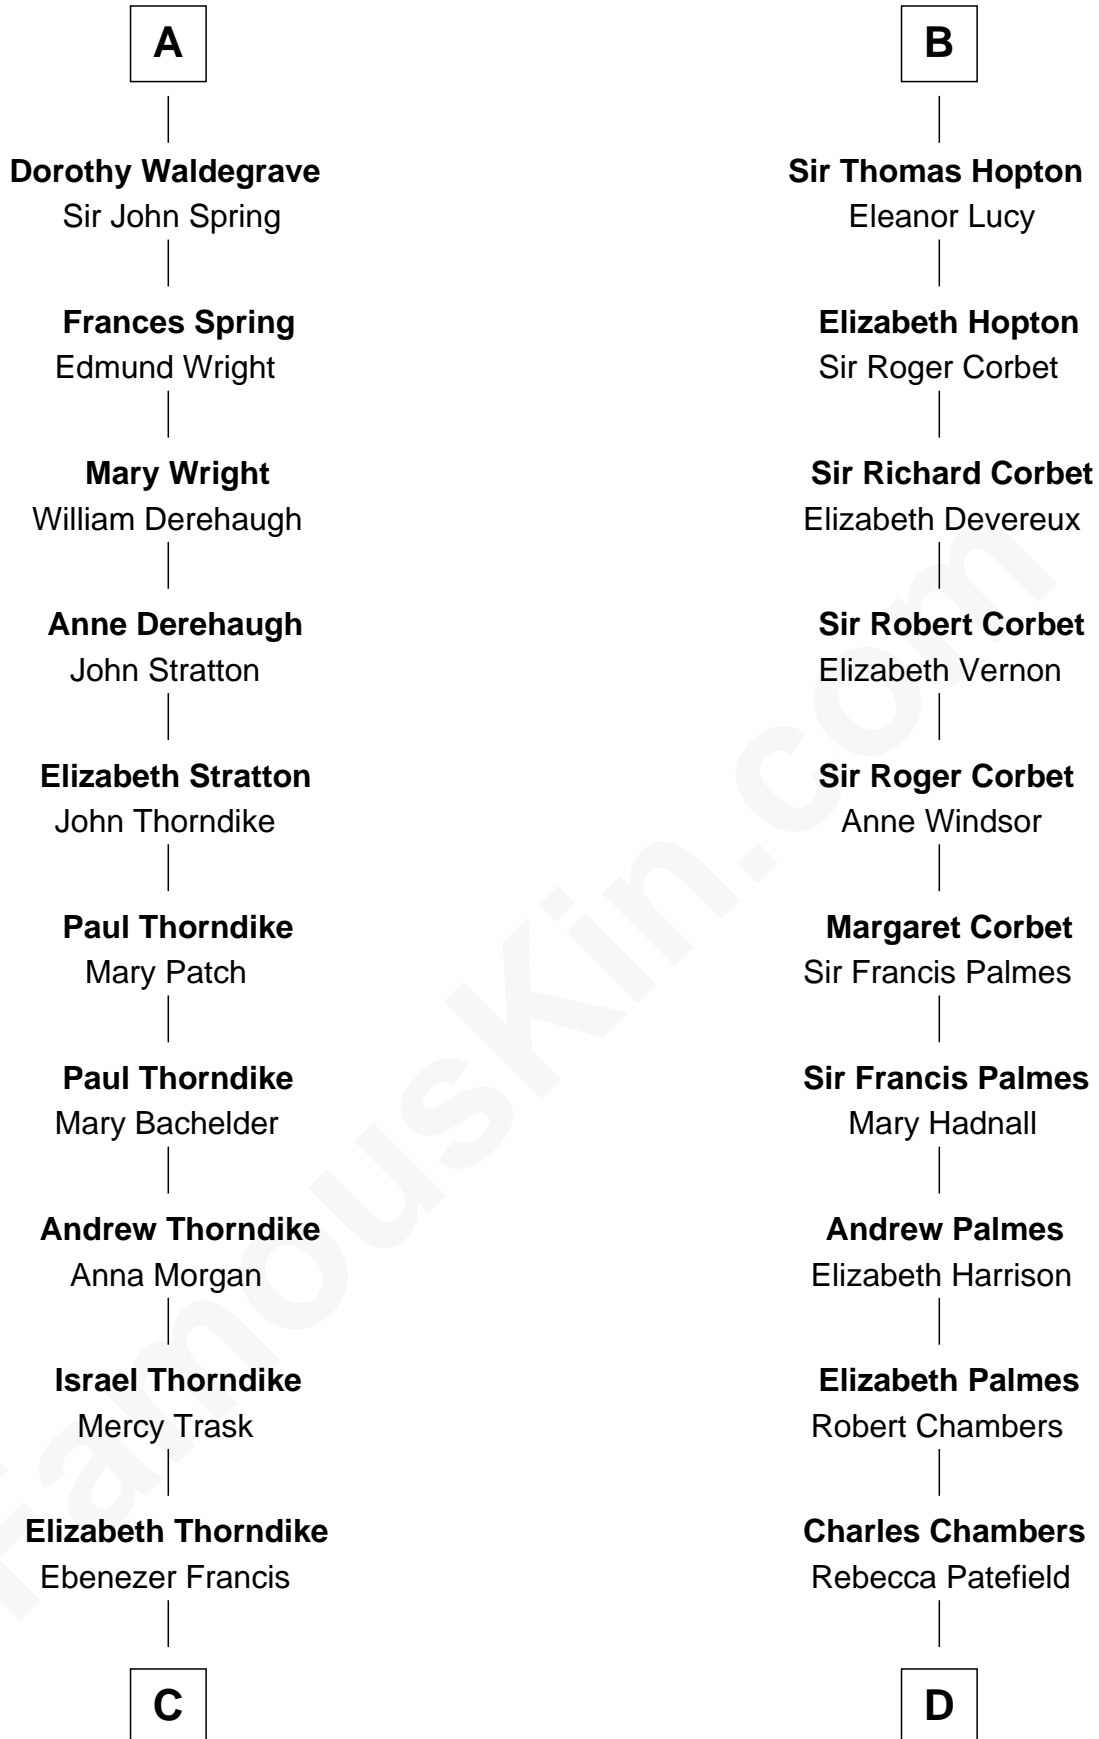 A
Dorothy Waldegrave
Sir John Spring
Frances Spring
Edmund Wright
Mary Wright
William Derehaugh
Anne Derehaugh
John Stratton
Elizabeth Stratton
John Thorndike
Paul Thorndike
Mary Patch
Paul Thorndike
Mary Bachelder
Andrew Thorndike
Anna Morgan
Israel Thorndike
Mercy Trask
Elizabeth Thorndike
Ebenezer Francis
C
B
Sir Thomas Hopton
Eleanor Lucy
Elizabeth Hopton
Sir Roger Corbet
Sir Richard Corbet
Elizabeth Devereux
Sir Robert Corbet
Elizabeth Vernon
Sir Roger Corbet
Anne Windsor
Margaret Corbet
Sir Francis Palmes
Sir Francis Palmes
Mary Hadnall
Andrew Palmes
Elizabeth Harrison
Elizabeth Palmes
Robert Chambers
Charles Chambers
Rebecca Patefield
D
FamousKin.com